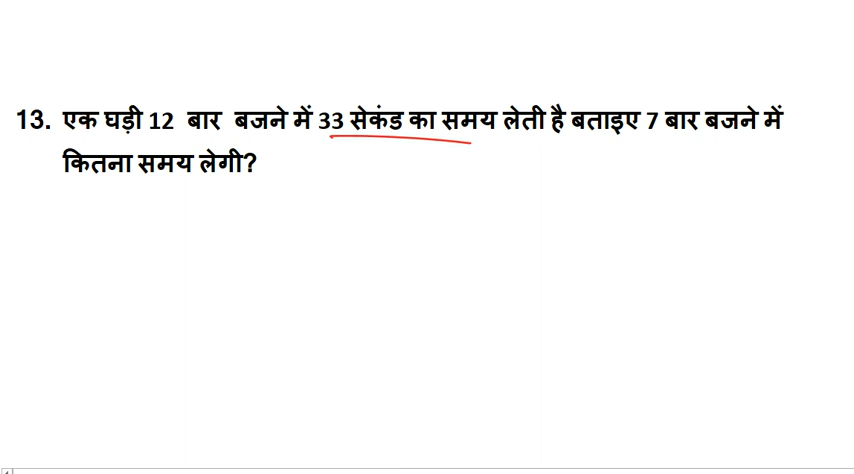 13. एक घड़ी 12 बार बजने में 33 सेकंड का समय लेती है बताइए 7 बार बजने में
कितना समय लेगी?